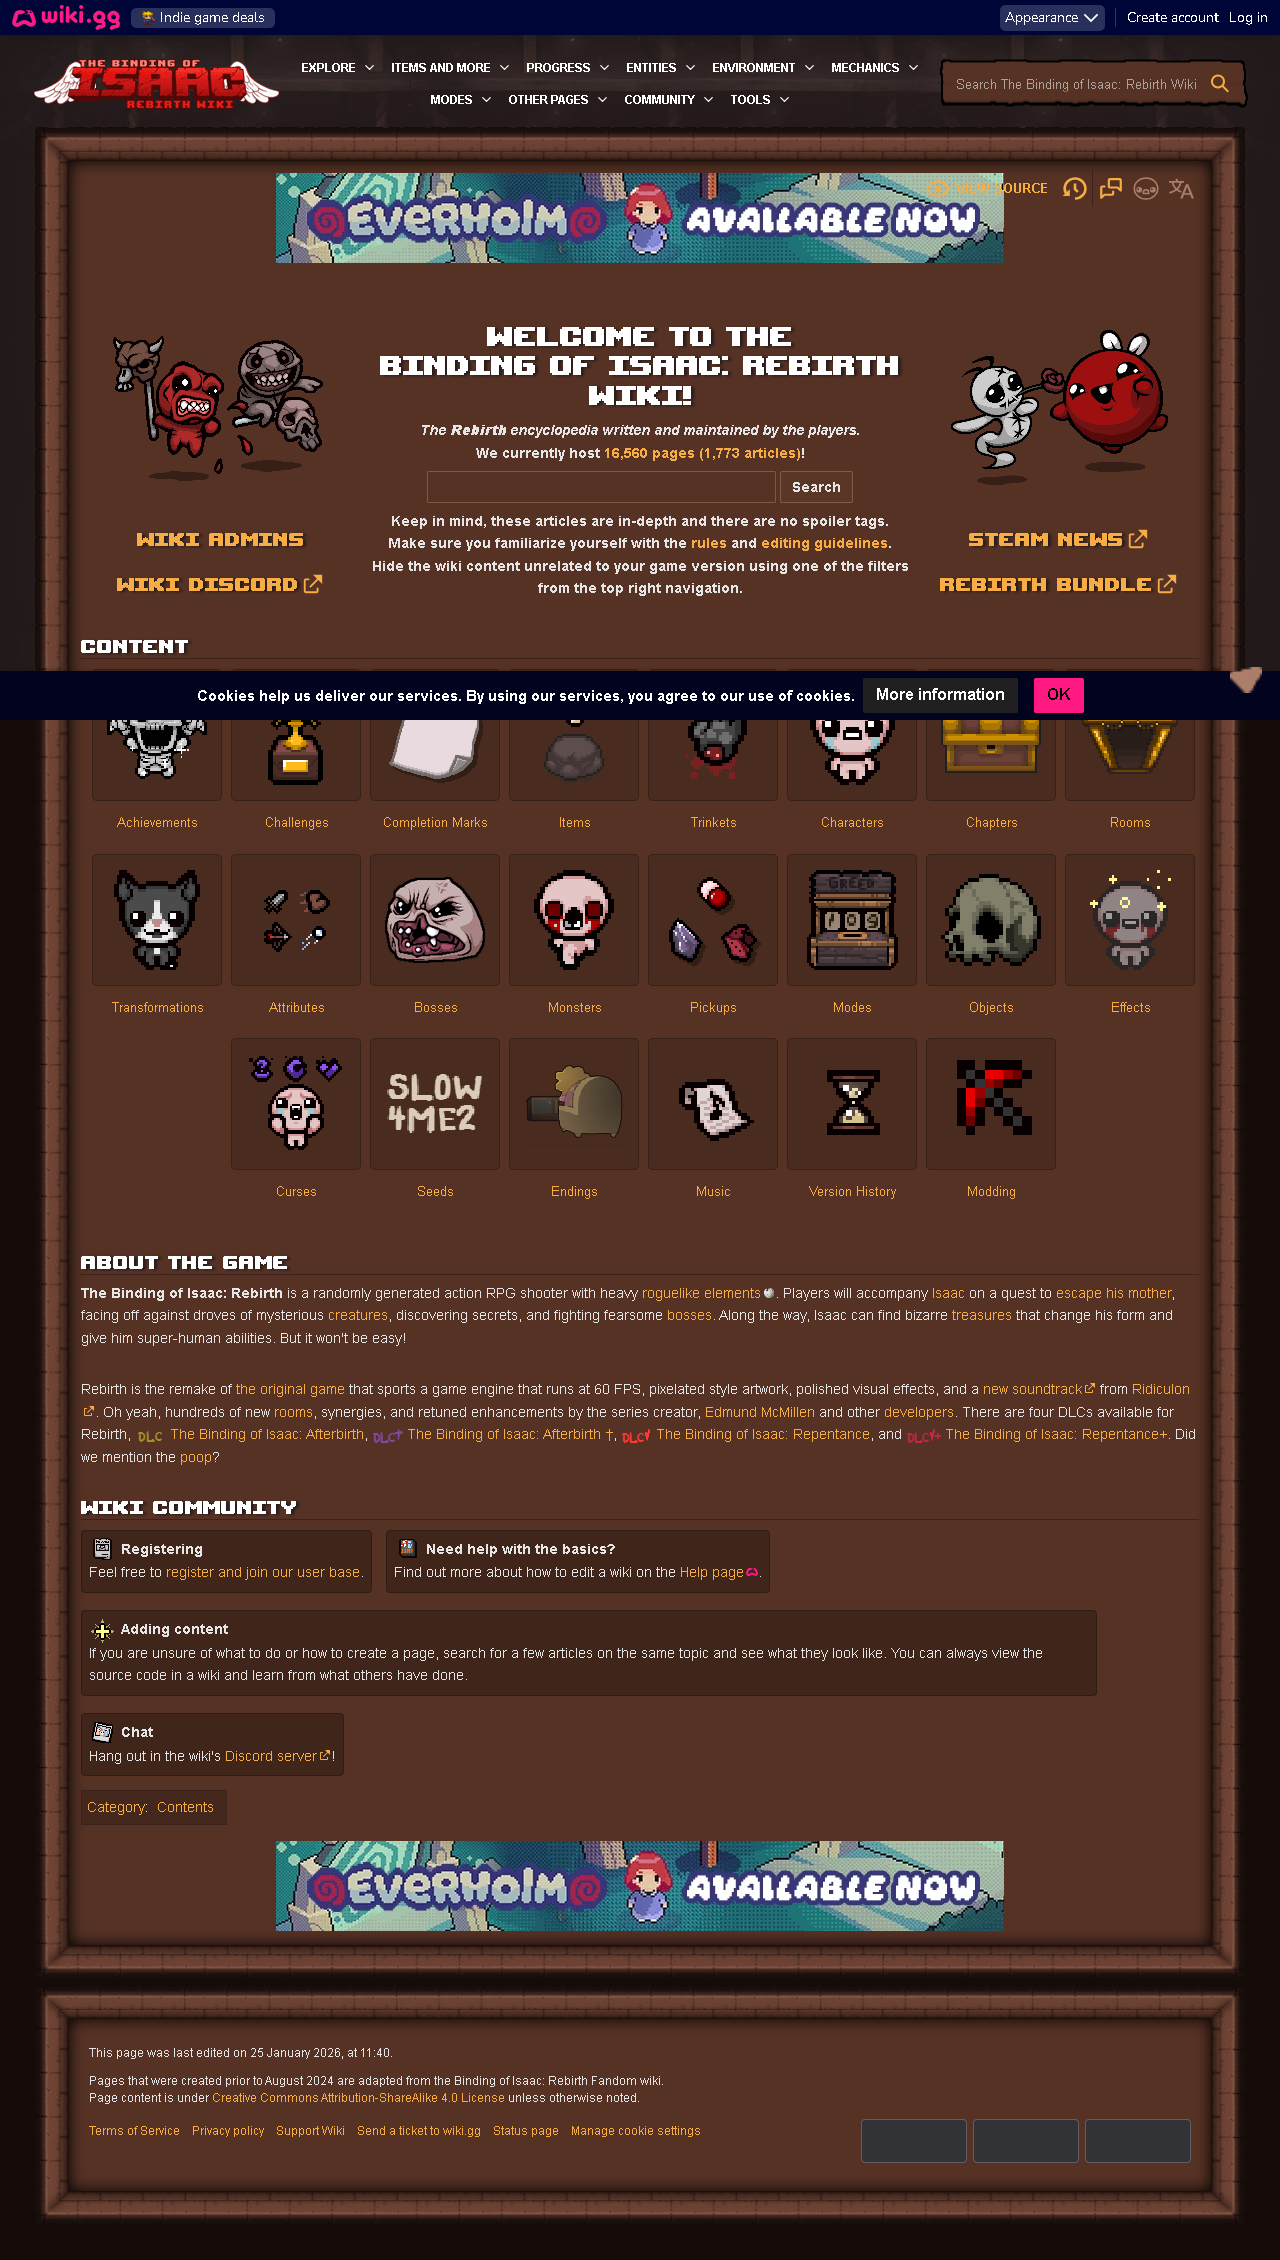 wiki.gg
Indie game deals
Appearance
Create account
Log in
THE BINDING OF
ISAAC
REBIRTH WIKI
EXPLORE
ITEMS AND MORE
PROGRESS
ENTITIES
ENVIRONMENT
MECHANICS
MODES
OTHER PAGES
COMMUNITY
TOOLS
Search The Binding of Isaac: Rebirth Wiki
VIEW SOURCE
EVERHOLM
AVAILABLE NOW
WELCOME TO THE
BINDING OF ISAAC: REBIRTH
WIKI!
The Rebirth encyclopedia written and maintained by the players.
We currently host 16,560 pages (1,773 articles)!
Search
Keep in mind, these articles are in-depth and there are no spoiler tags.
Make sure you familiarize yourself with the rules and editing guidelines.
Hide the wiki content unrelated to your game version using one of the filters
from the top right navigation.
WIKI ADMINS
WIKI DISCORD
STEAM NEWS
REBIRTH BUNDLE
CONTENT
Cookies help us deliver our services. By using our services, you agree to our use of cookies.
More information
OK
Achievements
Challenges
Completion Marks
Items
Trinkets
Characters
Chapters
Rooms
GREED
109
Transformations
Attributes
Bosses
Monsters
Pickups
Modes
Objects
Effects
SLOW
4ME2
Curses
Seeds
Endings
Music
Version History
Modding
ABOUT THE GAME
The Binding of Isaac: Rebirth is a randomly generated action RPG shooter with heavy roguelike elements. Players will accompany Isaac on a quest to escape his mother,
facing off against droves of mysterious creatures, discovering secrets, and fighting fearsome bosses. Along the way, Isaac can find bizarre treasures that change his form and
give him super-human abilities. But it won't be easy!
Rebirth is the remake of the original game that sports a game engine that runs at 60 FPS, pixelated style artwork, polished visual effects, and a new soundtrack from Ridiculon
. Oh yeah, hundreds of new rooms, synergies, and retuned enhancements by the series creator, Edmund McMillen and other developers. There are four DLCs available for
Rebirth, DLC The Binding of Isaac: Afterbirth, DLC† The Binding of Isaac: Afterbirth †, DLC The Binding of Isaac: Repentance, and DLC+ The Binding of Isaac: Repentance+. Did
we mention the poop?
WIKI COMMUNITY
Registering
Feel free to register and join our user base.
Need help with the basics?
Find out more about how to edit a wiki on the Help page.
Adding content
If you are unsure of what to do or how to create a page, search for a few articles on the same topic and see what they look like. You can always view the
source code in a wiki and learn from what others have done.
Chat
Hang out in the wiki's Discord server!
Category: Contents
EVERHOLM
AVAILABLE NOW
This page was last edited on 25 January 2026, at 11:40.
Pages that were created prior to August 2024 are adapted from the Binding of Isaac: Rebirth Fandom wiki.
Page content is under Creative Commons Attribution-ShareAlike 4.0 License unless otherwise noted.
Terms of Service
Privacy policy
Support Wiki
Send a ticket to wiki.gg
Status page
Manage cookie settings